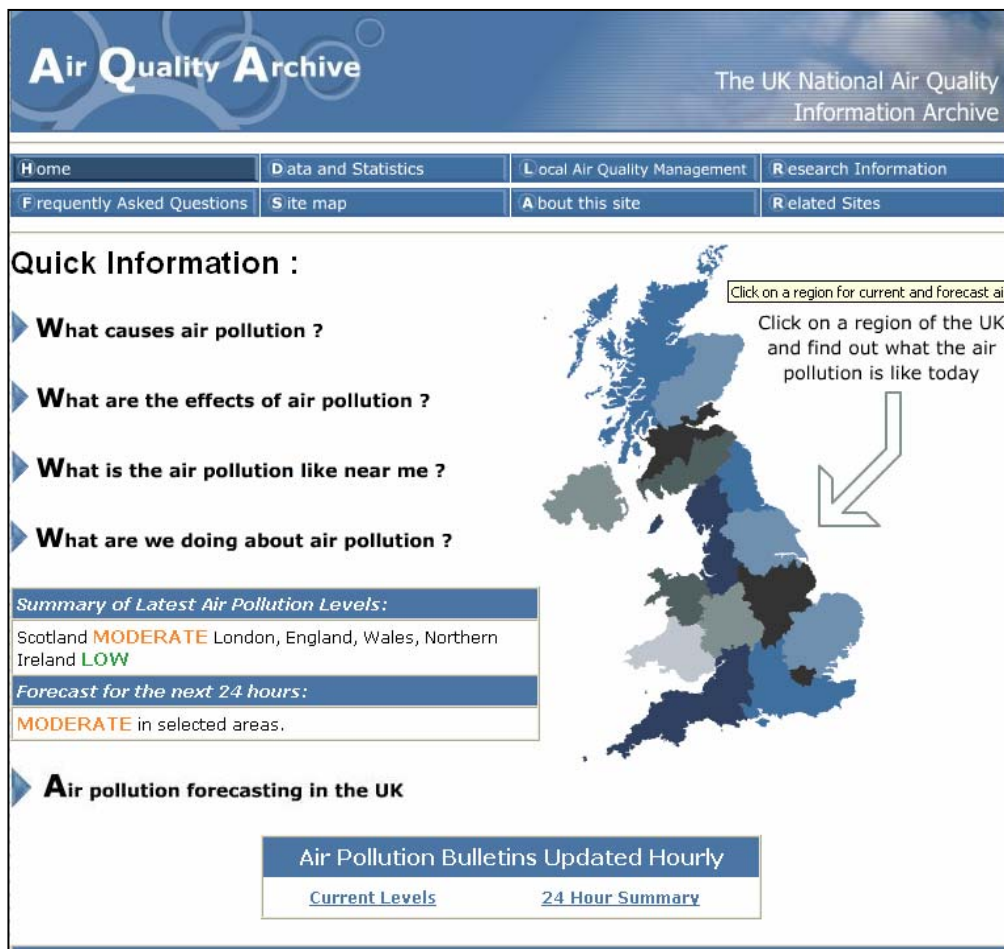 Air Quality Archive
The UK National Air Quality
Information Archive
Home
Data and Statistics
Local Air Quality Management
Research Information
Frequently Asked Questions
Site map
About this site
Related Sites
Quick Information :
Click on a region for current and forecast ai
Click on a region of the UK
and find out what the air
pollution is like today
What causes air pollution ?
What are the effects of air pollution ?
What is the air pollution like near me ?
What are we doing about air pollution ?
Summary of Latest Air Pollution Levels:
Scotland MODERATE London, England, Wales, Northern
Ireland LOW
Forecast for the next 24 hours:
MODERATE in selected areas.
Air pollution forecasting in the UK
Air Pollution Bulletins Updated Hourly
Current Levels
24 Hour Summary